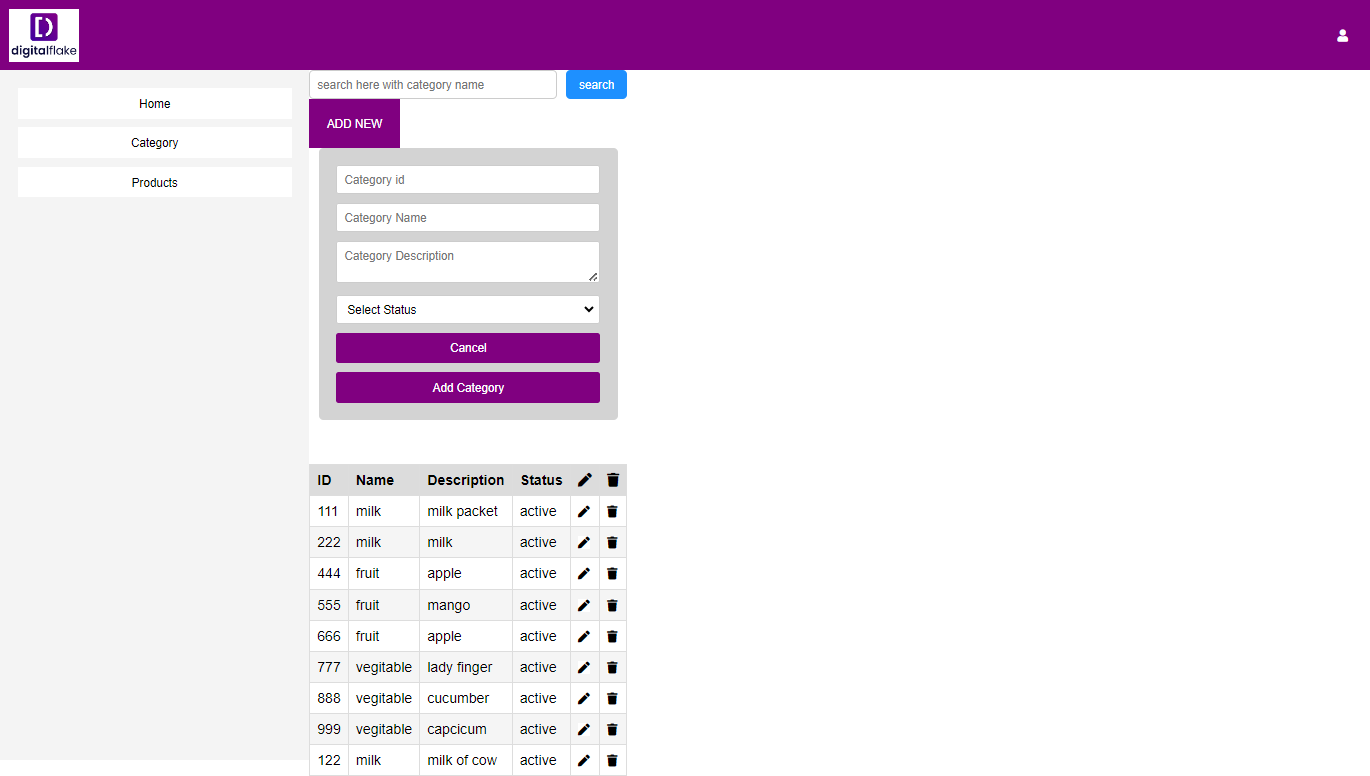 digitalflake
Home
Category
Products
search here with category name
search
ADD NEW
Category id
Category Name
Category Description
Select Status
Cancel
Add Category
ID Name Description Status
111 milk milk packet active
222 milk milk active
444 fruit apple active
555 fruit mango active
666 fruit apple active
777 vegitable lady finger active
888 vegitable cucumber active
999 vegitable capcicum active
122 milk milk of cow active